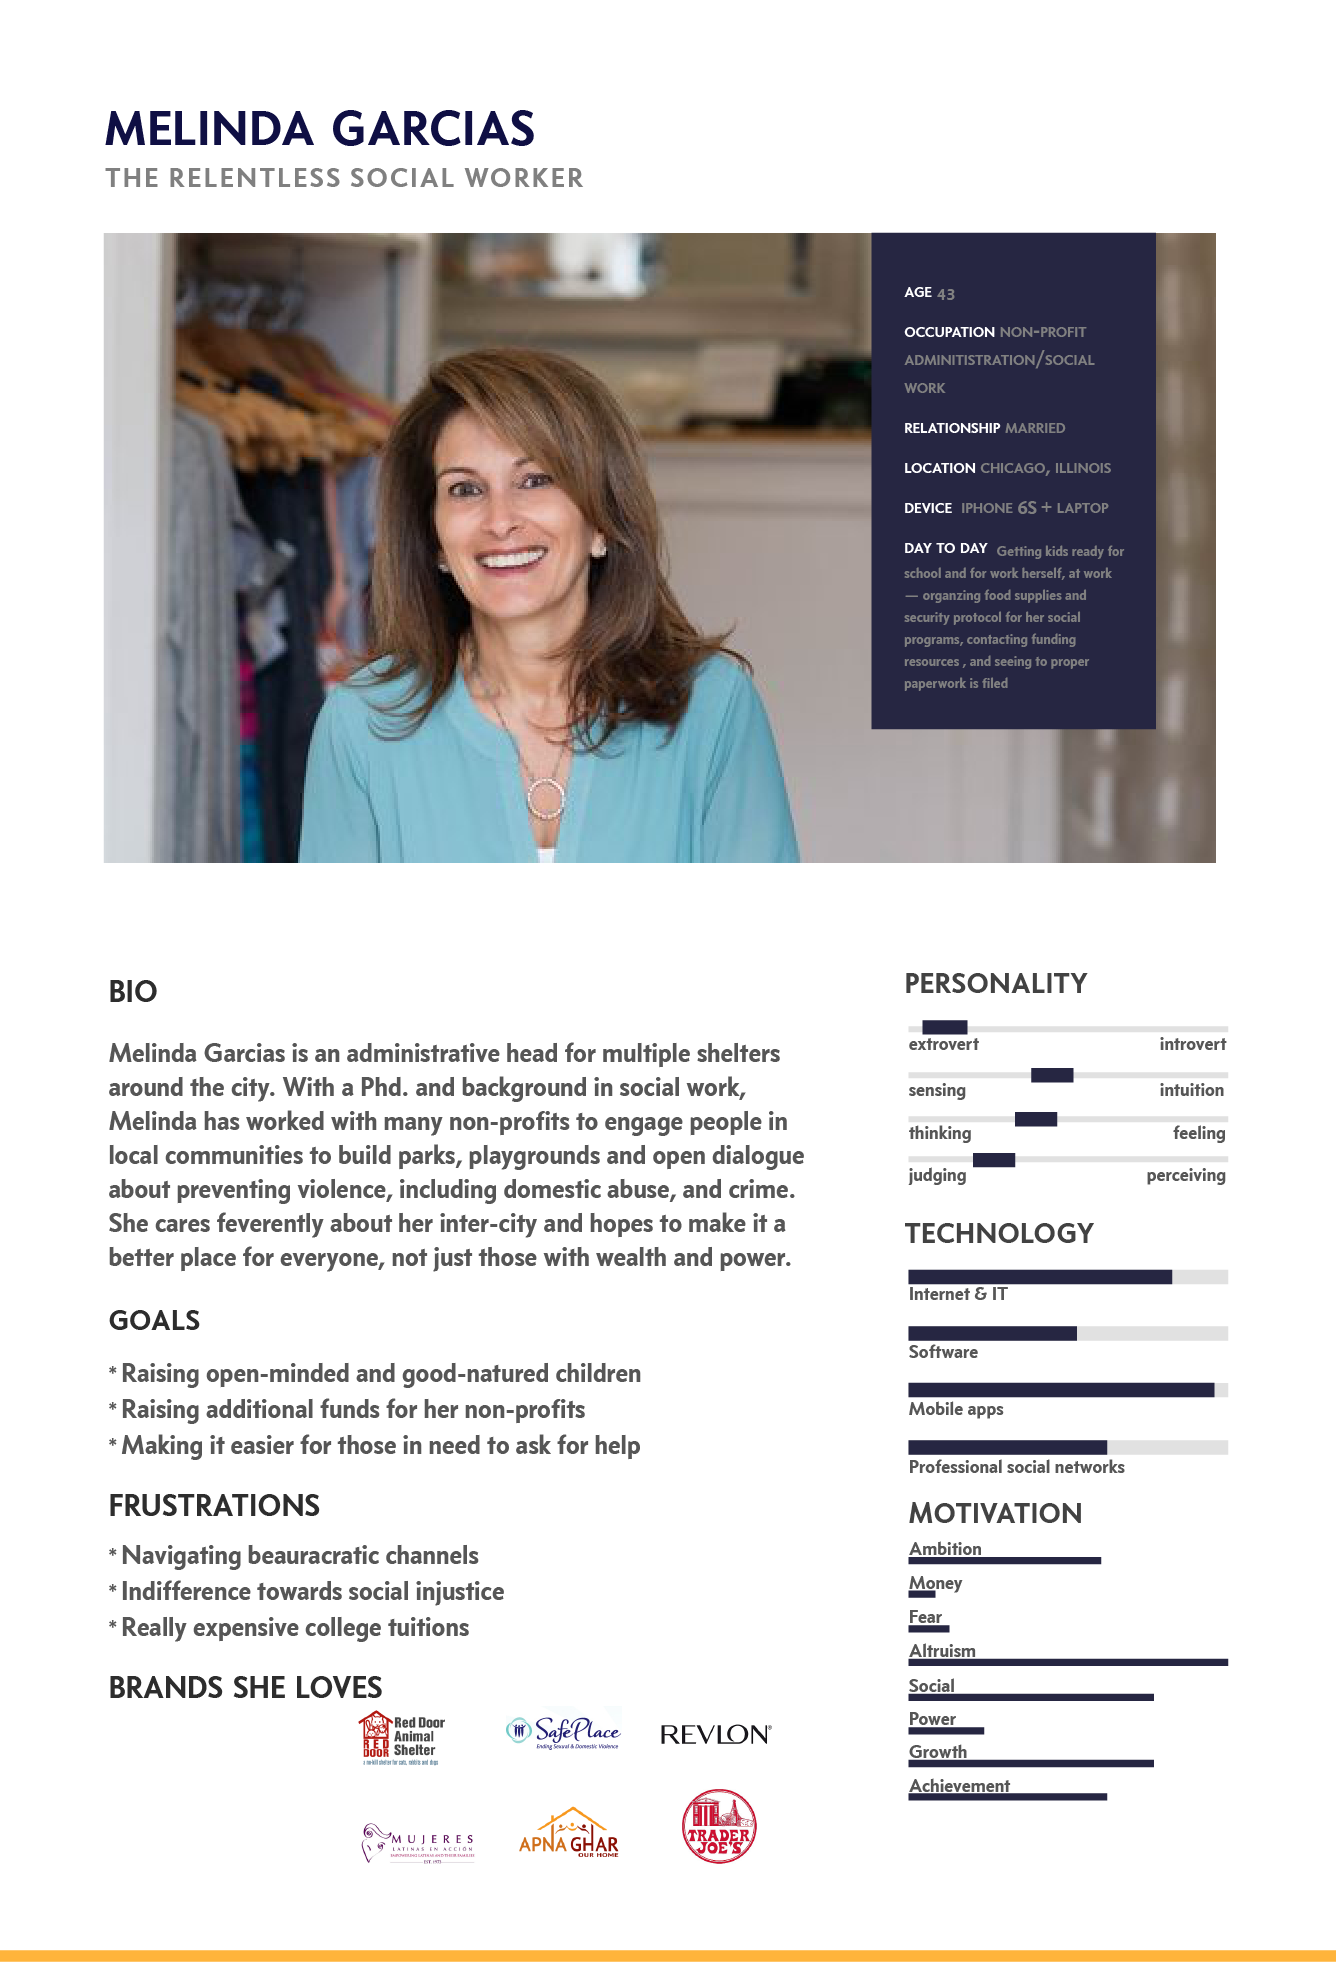 MELINDA GARCIAS
THE RELENTLESS SOCIAL WORKER
AGE 43
OCCUPATION NON-PROFIT
ADMINITISTRATION/SOCIAL
WORK
RELATIONSHIP MARRIED
LOCATION CHICAGO, ILLINOIS
DEVICE IPHONE 6S + LAPTOP
DAY TO DAY Getting kids ready for
school and for work herself, at work
— organzing food supplies and
security protocol for her social
programs, contacting funding
resources , and seeing to proper
paperwork is filed
BIO
Melinda Garcias is an administrative head for multiple shelters
around the city. With a Phd. and background in social work,
Melinda has worked with many non-profits to engage people in
local communities to build parks, playgrounds and open dialogue
about preventing violence, including domestic abuse, and crime.
She cares feverently about her inter-city and hopes to make it a
better place for everyone, not just those with wealth and power.
GOALS
* Raising open-minded and good-natured children
* Raising additional funds for her non-profits
* Making it easier for those in need to ask for help
FRUSTRATIONS
* Navigating beauracratic channels
* Indifference towards social injustice
* Really expensive college tuitions
BRANDS SHE LOVES
Red Door
Animal
Shelter
RED
DOOR
a no-kill shelter for cats, rabbits and dogs
SafePlace
Ending Sexual & Domestic Violence
REVLON®
MUJERES
LATINAS EN ACCIÓN
EMPOWERING LATINAS AND THEIR FAMILIES
EST. 1973
APNA GHAR
OUR HOME
TRADER
JOE'S
PERSONALITY
extrovert introvert
sensing intuition
thinking feeling
judging perceiving
TECHNOLOGY
Internet & IT
Software
Mobile apps
Professional social networks
MOTIVATION
Ambition
Money
Fear
Altruism
Social
Power
Growth
Achievement